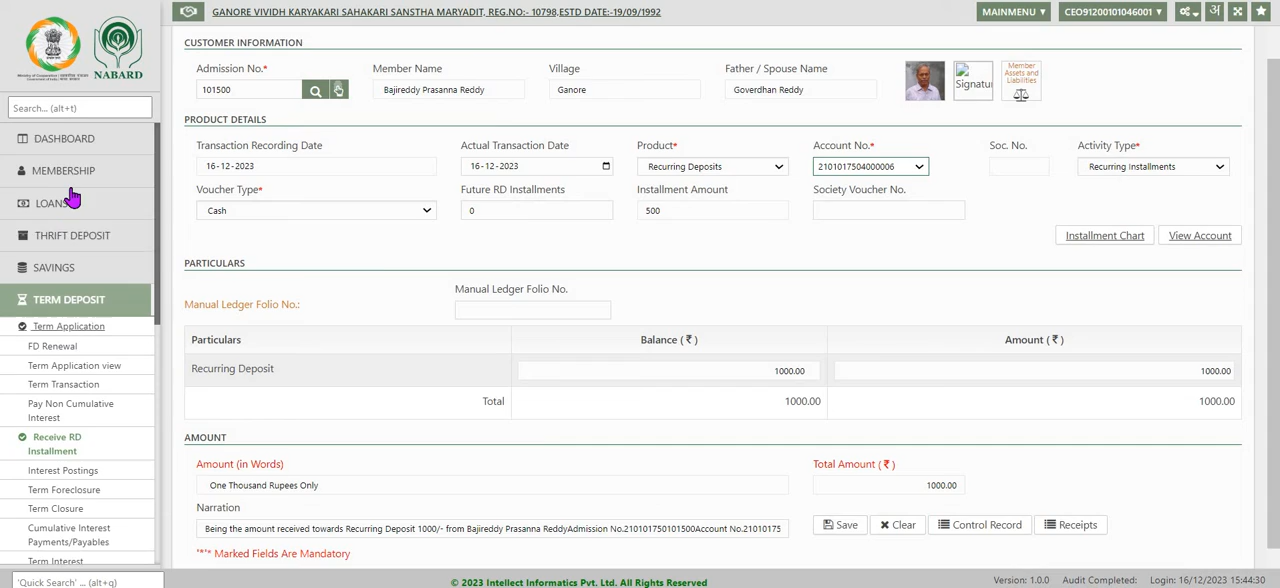 GANORE VIVIDH KARYAKARI SAHAKARI SANSTHA MARYADIT, REG.NO:- 10798,ESTD DATE:-19/09/1992
MAINMENU
CEO91200101046001
अ
NABARD
Search... (alt+t)
DASHBOARD
MEMBERSHIP
LOANS
THRIFT DEPOSIT
SAVINGS
TERM DEPOSIT
Term Application
FD Renewal
Term Application view
Term Transaction
Pay Non Cumulative
Interest
Receive RD
Installment
Interest Postings
Term Foreclosure
Term Closure
Cumulative Interest
Payments/Payables
Term Interest
'Quick Search' ... (alt+q)
CUSTOMER INFORMATION
Admission No.* Member Name Village Father / Spouse Name
101500 Bajireddy Prasanna Reddy Ganore Goverdhan Reddy
Signatu
Member
Assets and
Liabilities
PRODUCT DETAILS
Transaction Recording Date Actual Transaction Date Product* Account No.* Soc. No. Activity Type*
16-12-2023 16-12-2023 Recurring Deposits 2101017504000006 Recurring Installments
Voucher Type* Future RD Installments Installment Amount Society Voucher No.
Cash 0 500
Installment Chart View Account
PARTICULARS
Manual Ledger Folio No.: Manual Ledger Folio No.
Particulars Balance (₹) Amount (₹)
Recurring Deposit 1000.00 1000.00
Total 1000.00 1000.00
AMOUNT
Amount (in Words) Total Amount (₹)
One Thousand Rupees Only 1000.00
Narration
Being the amount received towards Recurring Deposit 1000/- from Bajireddy Prasanna ReddyAdmission No.210101750101500Account No.21010175
Save Clear Control Record Receipts
'*'* Marked Fields Are Mandatory
© 2023 Intellect Informatics Pvt. Ltd. All Rights Reserved
Version: 1.0.0 Audit Completed: Login: 16/12/2023 15:44:30